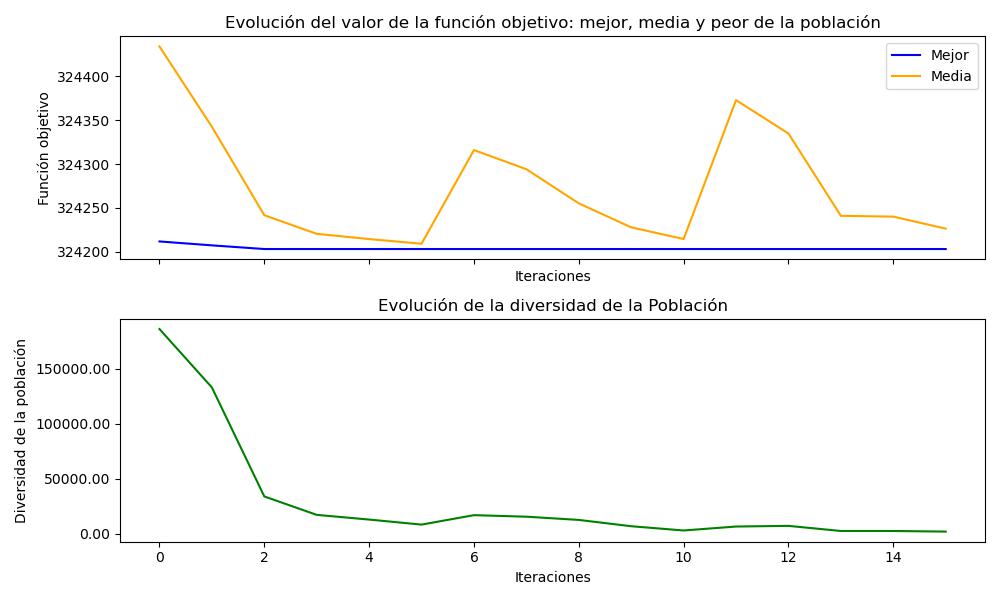 Evolución del valor de la función objetivo: mejor, media y peor de la población
324400
324350
324300
324250
324200
Función objetivo
Mejor
Media
Iteraciones
Evolución de la diversidad de la Población
150000.00
100000.00
50000.00
0.00
Diversidad de la población
0 2 4 6 8 10 12 14
Iteraciones